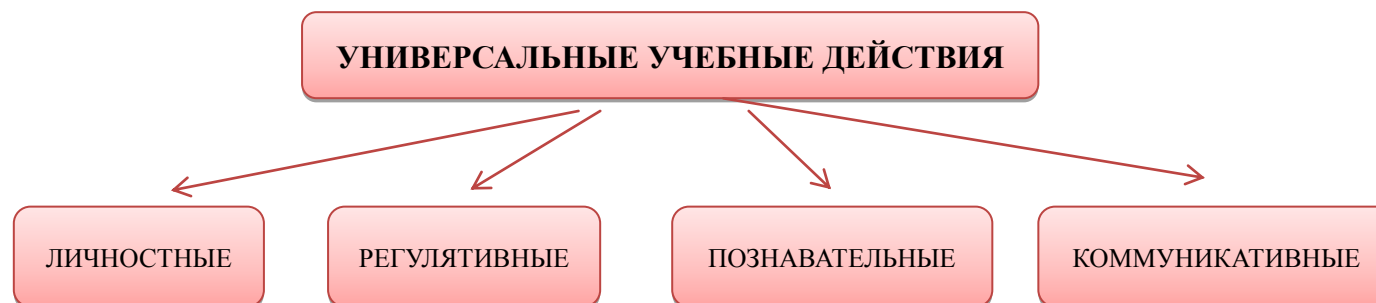 УНИВЕРСАЛЬНЫЕ УЧЕБНЫЕ ДЕЙСТВИЯ
ЛИЧНОСТНЫЕ
РЕГУЛЯТИВНЫЕ
ПОЗНАВАТЕЛЬНЫЕ
КОММУНИКАТИВНЫЕ